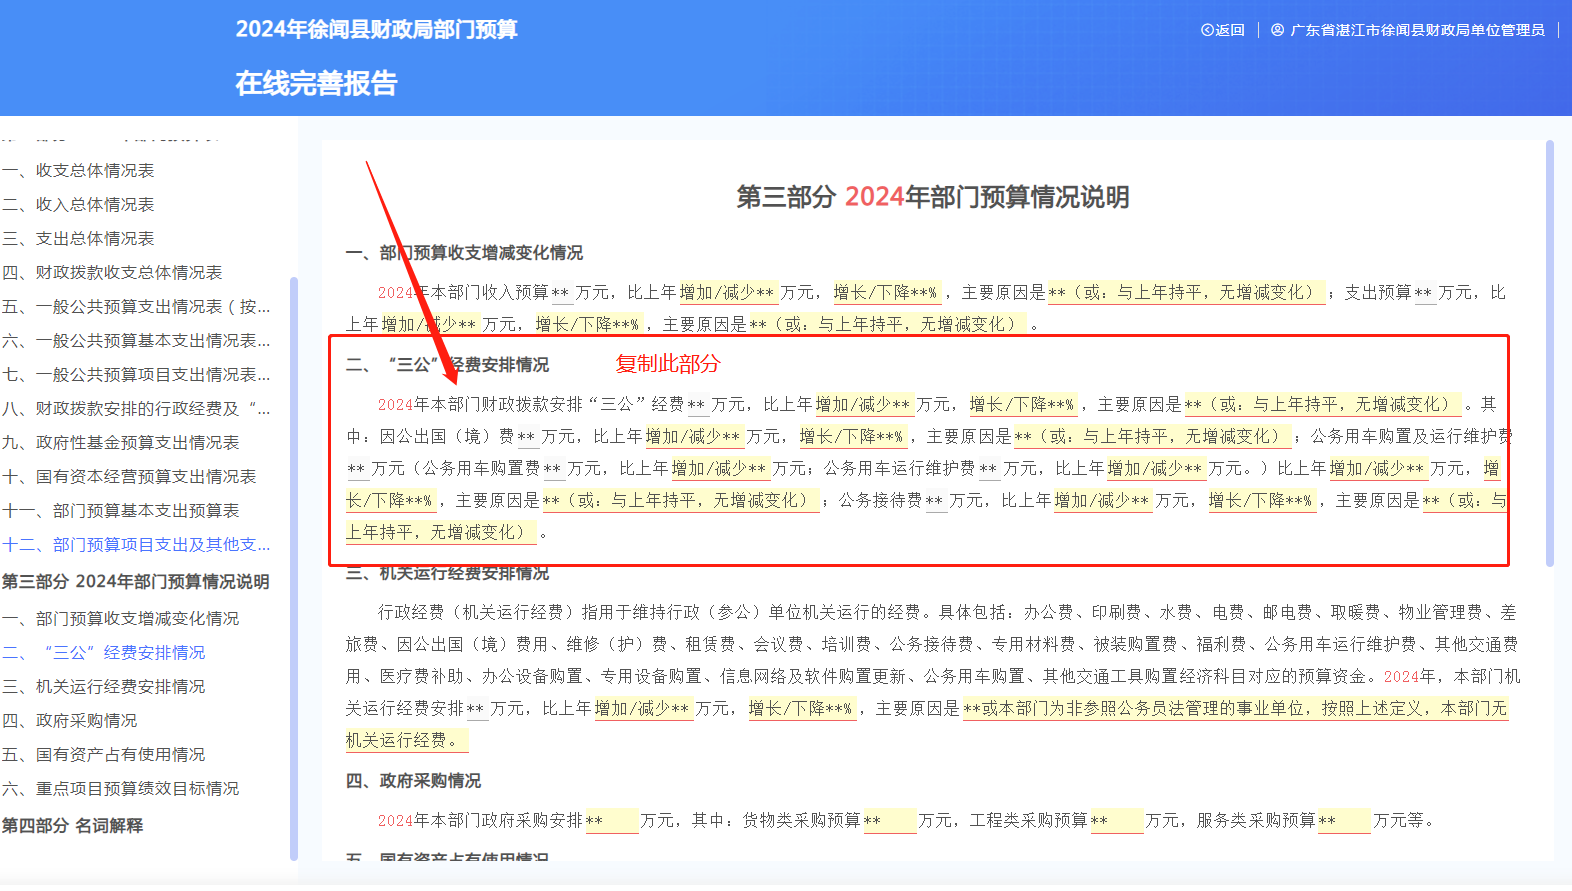 2024年徐闻县财政局部门预算
返回
广东省湛江市徐闻县财政局单位管理员
在线完善报告
一、收支总体情况表
二、收入总体情况表
三、支出总体情况表
四、财政拨款收支总体情况表
五、一般公共预算支出情况表（按...
六、一般公共预算基本支出情况表...
七、一般公共预算项目支出情况表...
八、财政拨款安排的行政经费及“...
九、政府性基金预算支出情况表
十、国有资本经营预算支出情况表
十一、部门预算基本支出预算表
十二、部门预算项目支出及其他支...
第三部分 2024年部门预算情况说明
一、部门预算收支增减变化情况
二、“三公”经费安排情况
三、机关运行经费安排情况
四、政府采购情况
五、国有资产占有使用情况
六、重点项目预算绩效目标情况
第四部分 名词解释
第三部分 2024年部门预算情况说明
一、部门预算收支增减变化情况
2024年本部门收入预算**万元，比上年增加/减少**万元，增长/下降**%，主要原因是**（或：与上年持平，无增减变化）；支出预算**万元，比
上年增加/减少**万元，增长/下降**%，主要原因是**（或：与上年持平，无增减变化）。
二、“三公”经费安排情况
复制此部分
2024年本部门财政拨款安排“三公”经费**万元，比上年增加/减少**万元，增长/下降**%，主要原因是**（或：与上年持平，无增减变化）。其
中：因公出国（境）费**万元，比上年增加/减少**万元，增长/下降**%，主要原因是**（或：与上年持平，无增减变化）；公务用车购置及运行维护费
**万元（公务用车购置费**万元，比上年增加/减少**万元；公务用车运行维护费**万元，比上年增加/减少**万元。）比上年增加/减少**万元，增
长/下降**%，主要原因是**（或：与上年持平，无增减变化）；公务接待费**万元，比上年增加/减少**万元，增长/下降**%，主要原因是**（或：与
上年持平，无增减变化）。
三、机关运行经费安排情况
行政经费（机关运行经费）指用于维持行政（参公）单位机关运行的经费。具体包括：办公费、印刷费、水费、电费、邮电费、取暖费、物业管理费、差
旅费、因公出国（境）费用、维修（护）费、租赁费、会议费、培训费、公务接待费、专用材料费、被装购置费、福利费、公务用车运行维护费、其他交通费
用、医疗费补助、办公设备购置、专用设备购置、信息网络及软件购置更新、公务用车购置、其他交通工具购置经济科目对应的预算资金。2024年，本部门机
关运行经费安排**万元，比上年增加/减少**万元，增长/下降**%，主要原因是**或本部门为非参照公务员法管理的事业单位，按照上述定义，本部门无
机关运行经费。
四、政府采购情况
2024年本部门政府采购安排**万元，其中：货物类采购预算**万元，工程类采购预算**万元，服务类采购预算**万元等。
五、国有资产占有使用情况